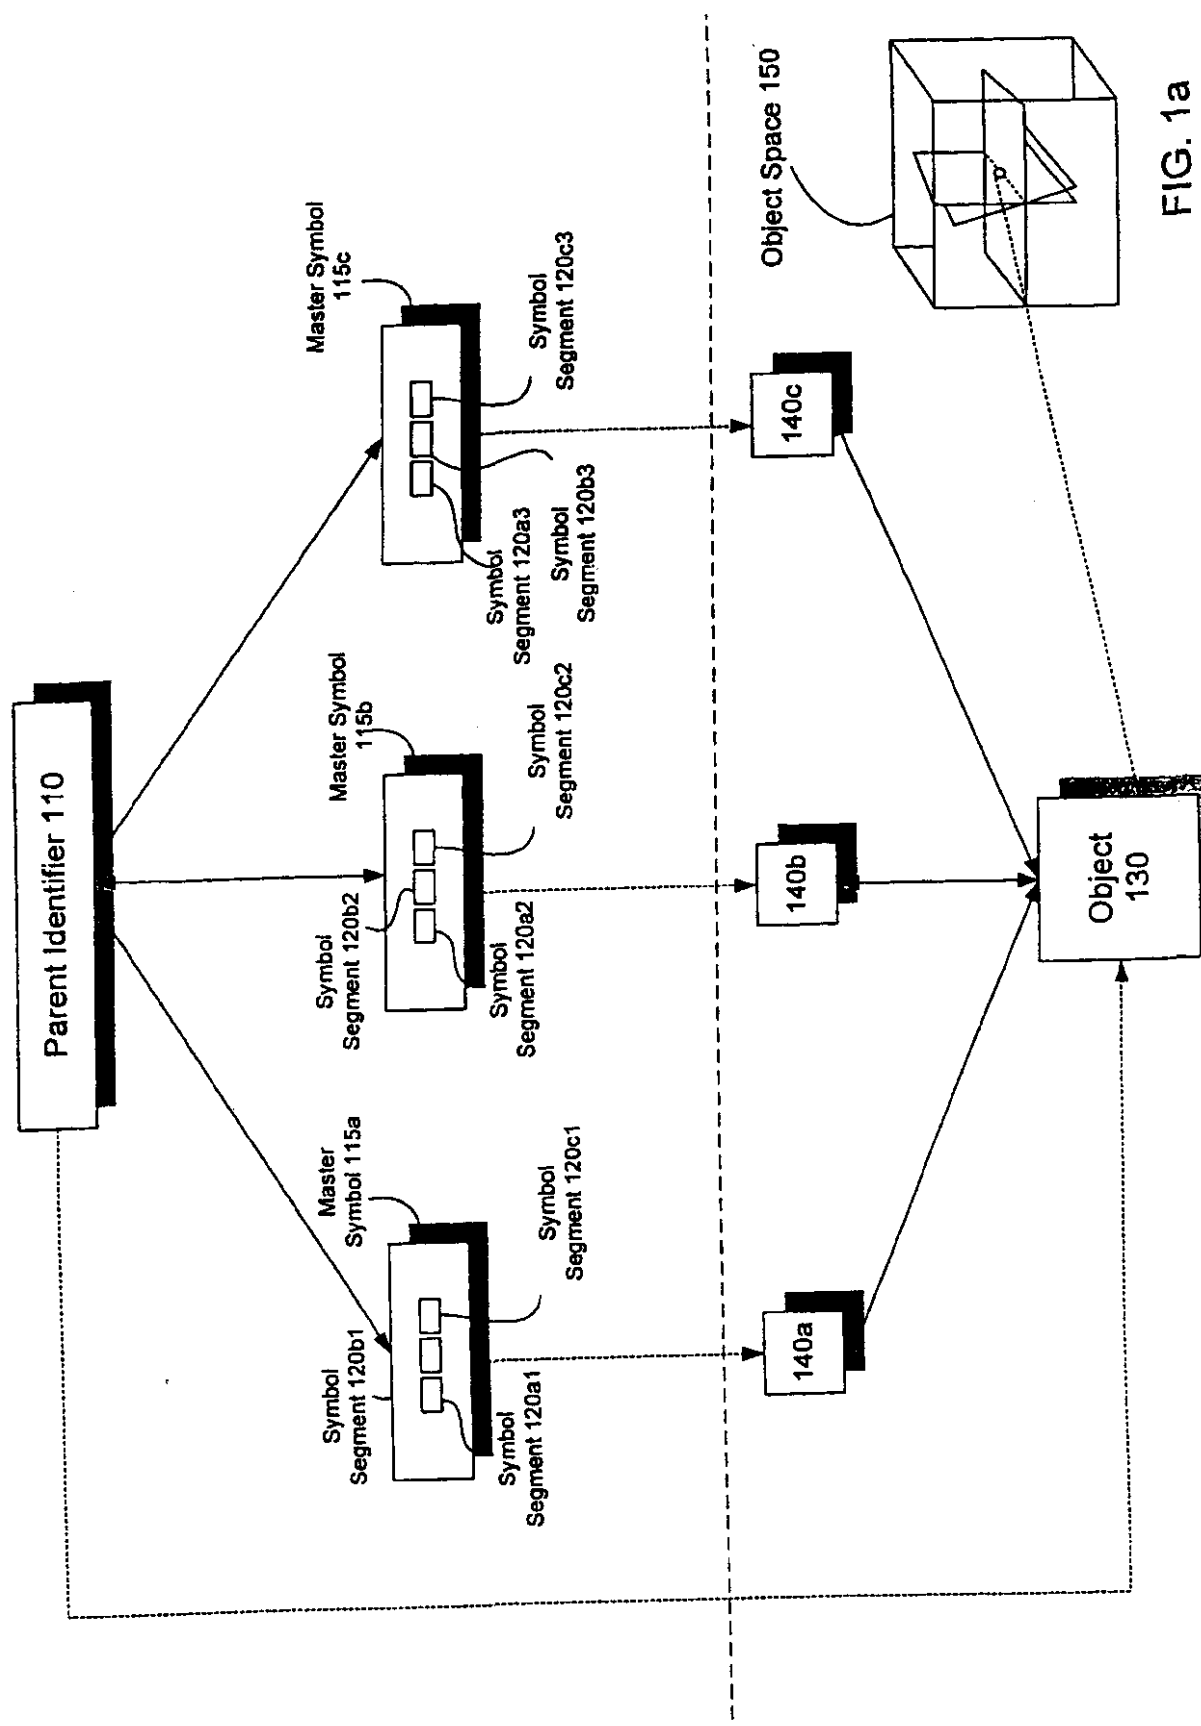 Parent Identifier 110
Symbol
Segment 120b1
Master
Symbol 115a
Symbol
Segment 120a1
Symbol
Segment 120c1
Symbol
Segment 120b2
Master Symbol
115b
Symbol
Segment 120a2
Symbol
Segment 120c2
Master Symbol
115c
Symbol
Segment 120a3
Symbol
Segment 120b3
Symbol
Segment 120c3
140a
140b
140c
Object
130
Object Space 150
FIG. 1a